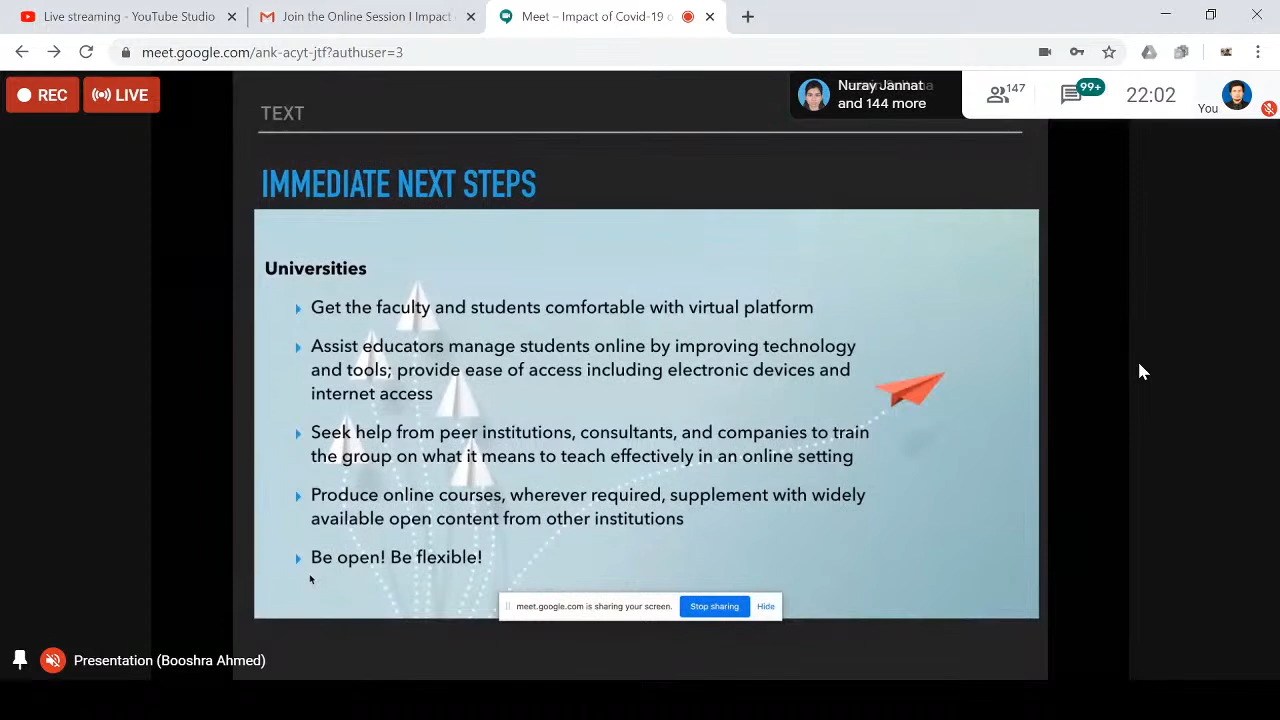 Live streaming - YouTube Studio
Join the Online Session I Impact
Meet – Impact of Covid-19 o
meet.google.com/ank-acyt-jtf?authuser=3
REC
LIVE
Nuray Jannat
and 144 more
147
99+
22:02
You
TEXT
IMMEDIATE NEXT STEPS
Universities
Get the faculty and students comfortable with virtual platform
Assist educators manage students online by improving technology
and tools; provide ease of access including electronic devices and
internet access
Seek help from peer institutions, consultants, and companies to train
the group on what it means to teach effectively in an online setting
Produce online courses, wherever required, supplement with widely
available open content from other institutions
Be open! Be flexible!
meet.google.com is sharing your screen.
Stop sharing
Hide
Presentation (Booshra Ahmed)